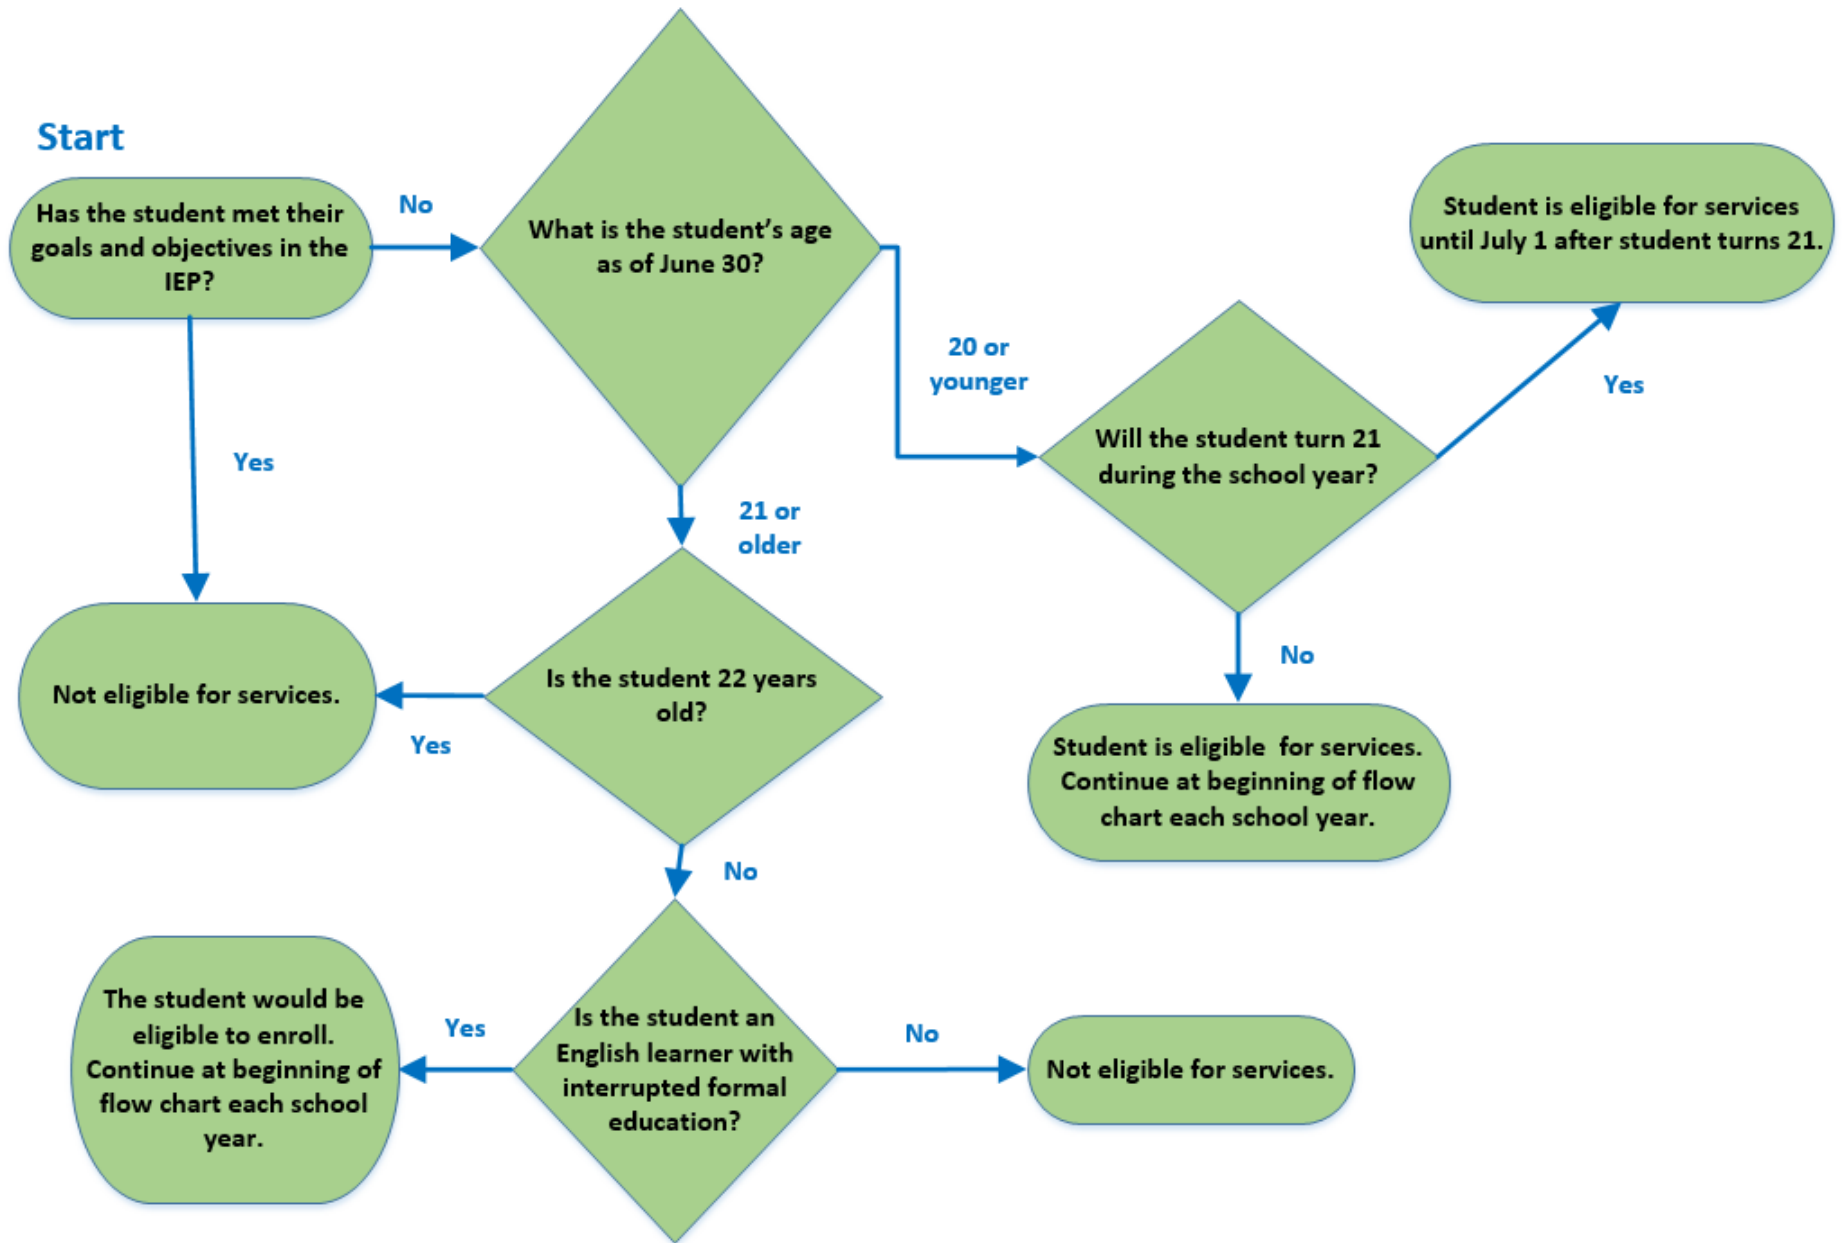 Start
Has the student met their
goals and objectives in the
IEP?
No
What is the student's age
as of June 30?
Student is eligible for services
until July 1 after student turns 21.
20 or
younger
Yes
Will the student turn 21
during the school year?
Yes
21 or
older
No
Not eligible for services.
Yes
Is the student 22 years
old?
Student is eligible for services.
Continue at beginning of flow
chart each school year.
No
The student would be
eligible to enroll.
Continue at beginning of
flow chart each school
year.
Yes
Is the student an
English learner with
interrupted formal
education?
No
Not eligible for services.